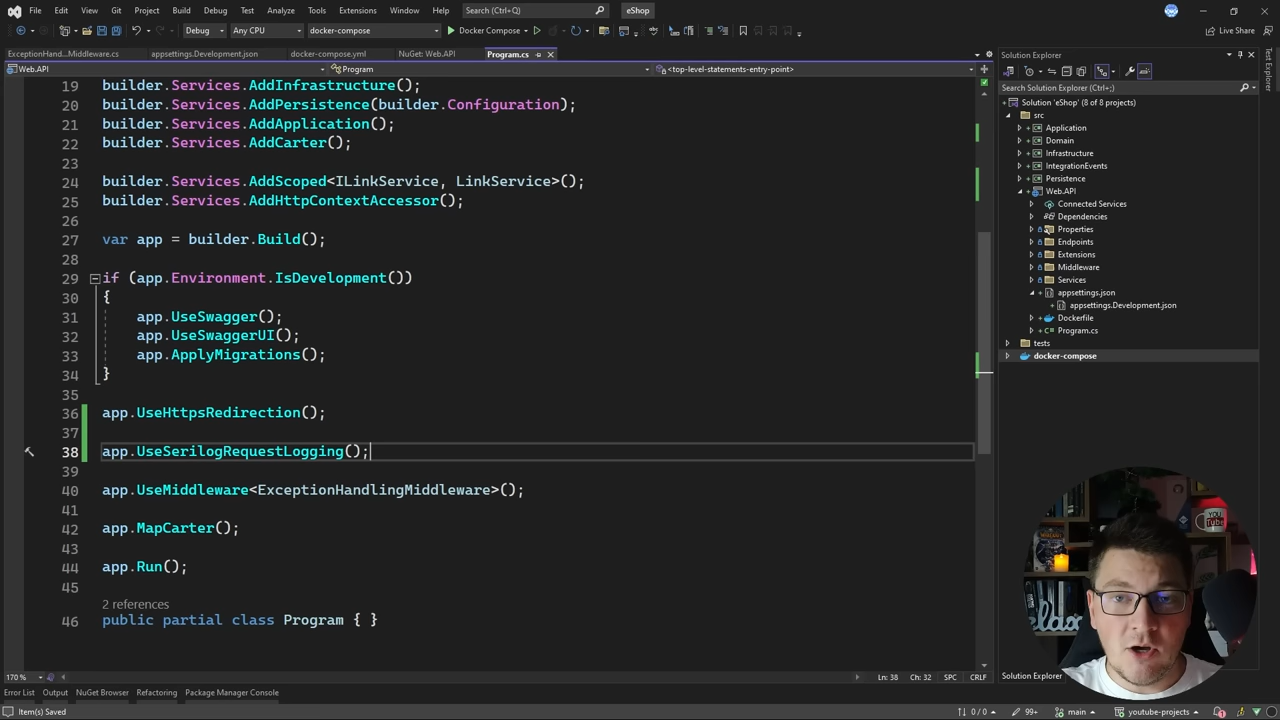 File Edit View Git Project Build Debug Test Analyze Tools Extensions Window Help Search (Ctrl+Q) eShop
Debug Any CPU docker-compose Docker Compose Live Share
ExceptionHand...Middleware.cs appsettings.Development.json docker-compose.yml NuGet: Web.API Program.cs
Web.API Program <top-level-statements-entry-point>
19 builder.Services.AddInfrastructure();
20 builder.Services.AddPersistence(builder.Configuration);
21 builder.Services.AddApplication();
22 builder.Services.AddCarter();
23
24 builder.Services.AddScoped<ILinkService, LinkService>();
25 builder.Services.AddHttpContextAccessor();
26
27 var app = builder.Build();
28
29 if (app.Environment.IsDevelopment())
30 {
31 app.UseSwagger();
32 app.UseSwaggerUI();
33 app.ApplyMigrations();
34 }
35
36 app.UseHttpsRedirection();
37
38 app.UseSerilogRequestLogging();
39
40 app.UseMiddleware<ExceptionHandlingMiddleware>();
41
42 app.MapCarter();
43
44 app.Run();
45
2 references
46 public partial class Program { }
170 % Ln: 38 Ch: 32 SPC CRLF
Error List Output NuGet Browser Refactoring Package Manager Console
Item(s) Saved 0 / 0 99+ main youtube-projects 1
Solution Explorer
Search Solution Explorer (Ctrl+;)
Solution 'eShop' (8 of 8 projects)
src
Application
Domain
Infrastructure
IntegrationEvents
Persistence
Web.API
Connected Services
Dependencies
Properties
Endpoints
Extensions
Middleware
Services
appsettings.json
appsettings.Development.json
Dockerfile
Program.cs
tests
docker-compose
Solution Explorer
Test Explorer
You Tube